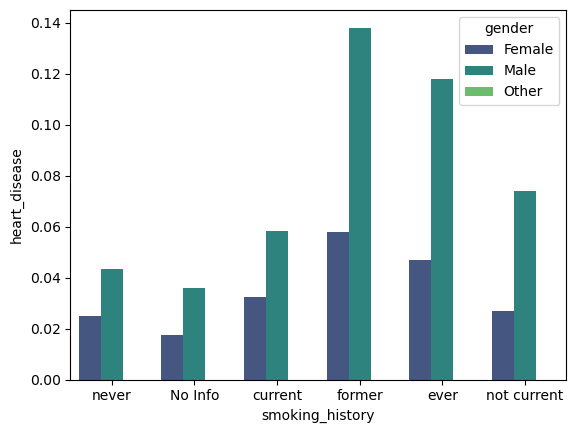 gender
Female
Male
Other
heart_disease
0.14
0.12
0.10
0.08
0.06
0.04
0.02
0.00
never No Info current former ever not current
smoking_history